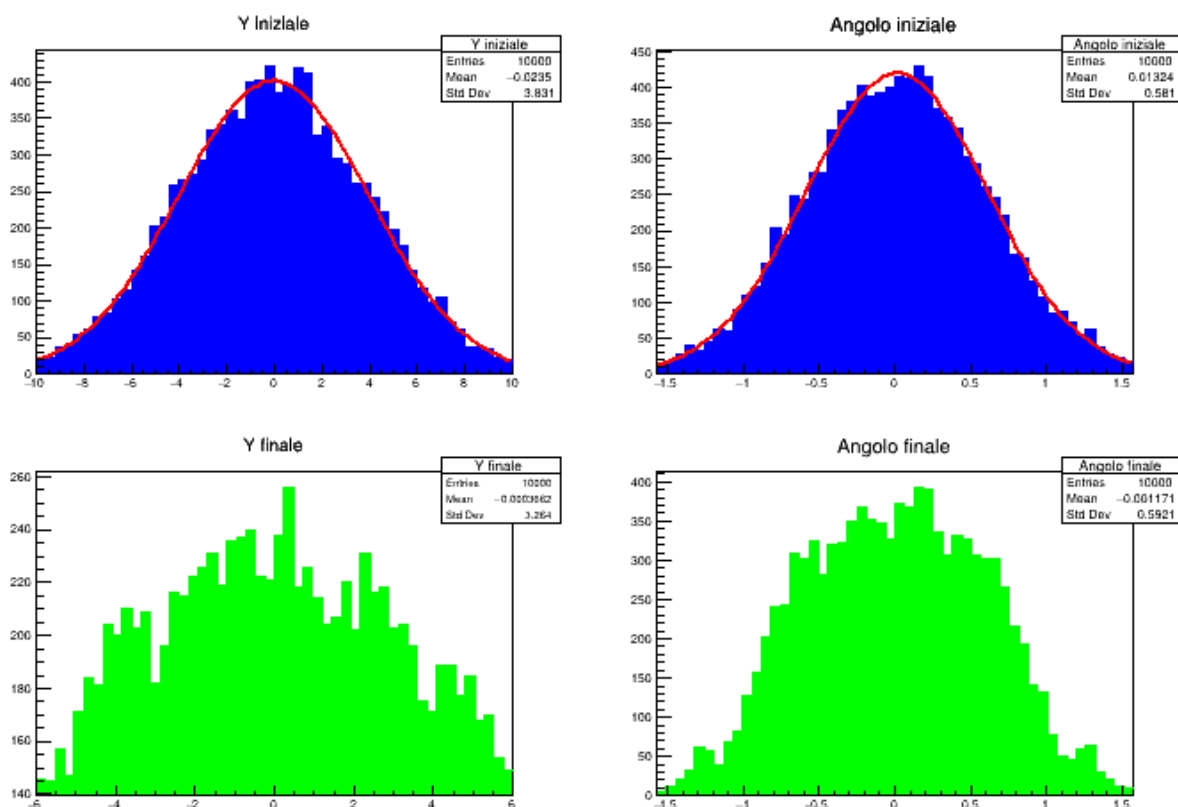 Y Iniziale
Y iniziale
Entries 10000
Mean −0.0235
Std Dev 3.831
400
350
300
250
200
150
100
50
0
−10 −8 −6 −4 −2 0 2 4 6 8 10
Angolo iniziale
Angolo iniziale
Entries 10000
Mean 0.01324
Std Dev 0.581
450
400
350
300
250
200
150
100
50
0
−1.5 −1 −0.5 0 0.5 1 1.5
Y finale
Y finale
Entries 10000
Mean −0.0003662
Std Dev 3.264
260
240
220
200
180
160
140
−6 −4 −2 0 2 4 6
Angolo finale
Angolo finale
Entries 10000
Mean −0.001171
Std Dev 0.5921
400
350
300
250
200
150
100
50
0
−1.5 −1 −0.5 0 0.5 1 1.5